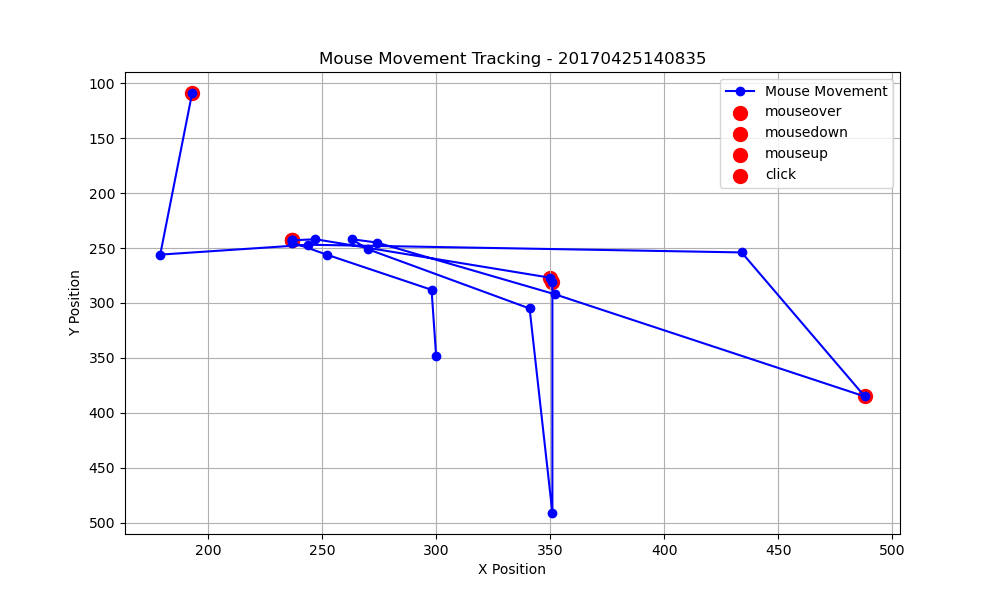 Mouse Movement Tracking - 20170425140835
Mouse Movement
mouseover
mousedown
mouseup
click
100
150
200
250
300
350
400
450
500
Y Position
200
250
300
350
400
450
500
X Position